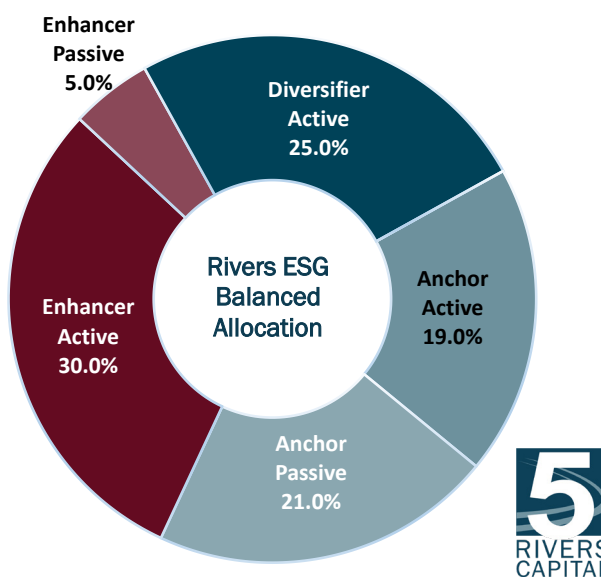 Enhancer
Passive
5.0%
Diversifier
Active
25.0%
Rivers ESG
Balanced
Allocation
Anchor
Active
19.0%
Enhancer
Active
30.0%
Anchor
Passive
21.0%
5
RIVERS
CAPITAL